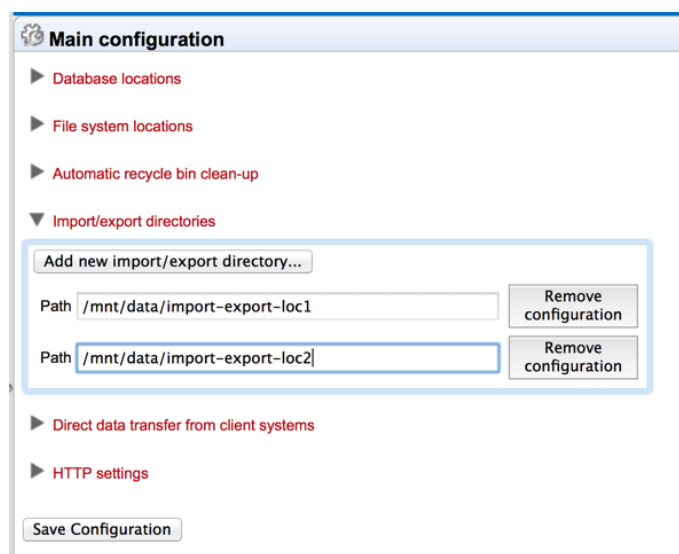 Main configuration
Database locations
File system locations
Automatic recycle bin clean-up
Import/export directories
Add new import/export directory...
Path /mnt/data/import-export-loc1 Remove
configuration
Path /mnt/data/import-export-loc2 Remove
configuration
Direct data transfer from client systems
HTTP settings
Save Configuration